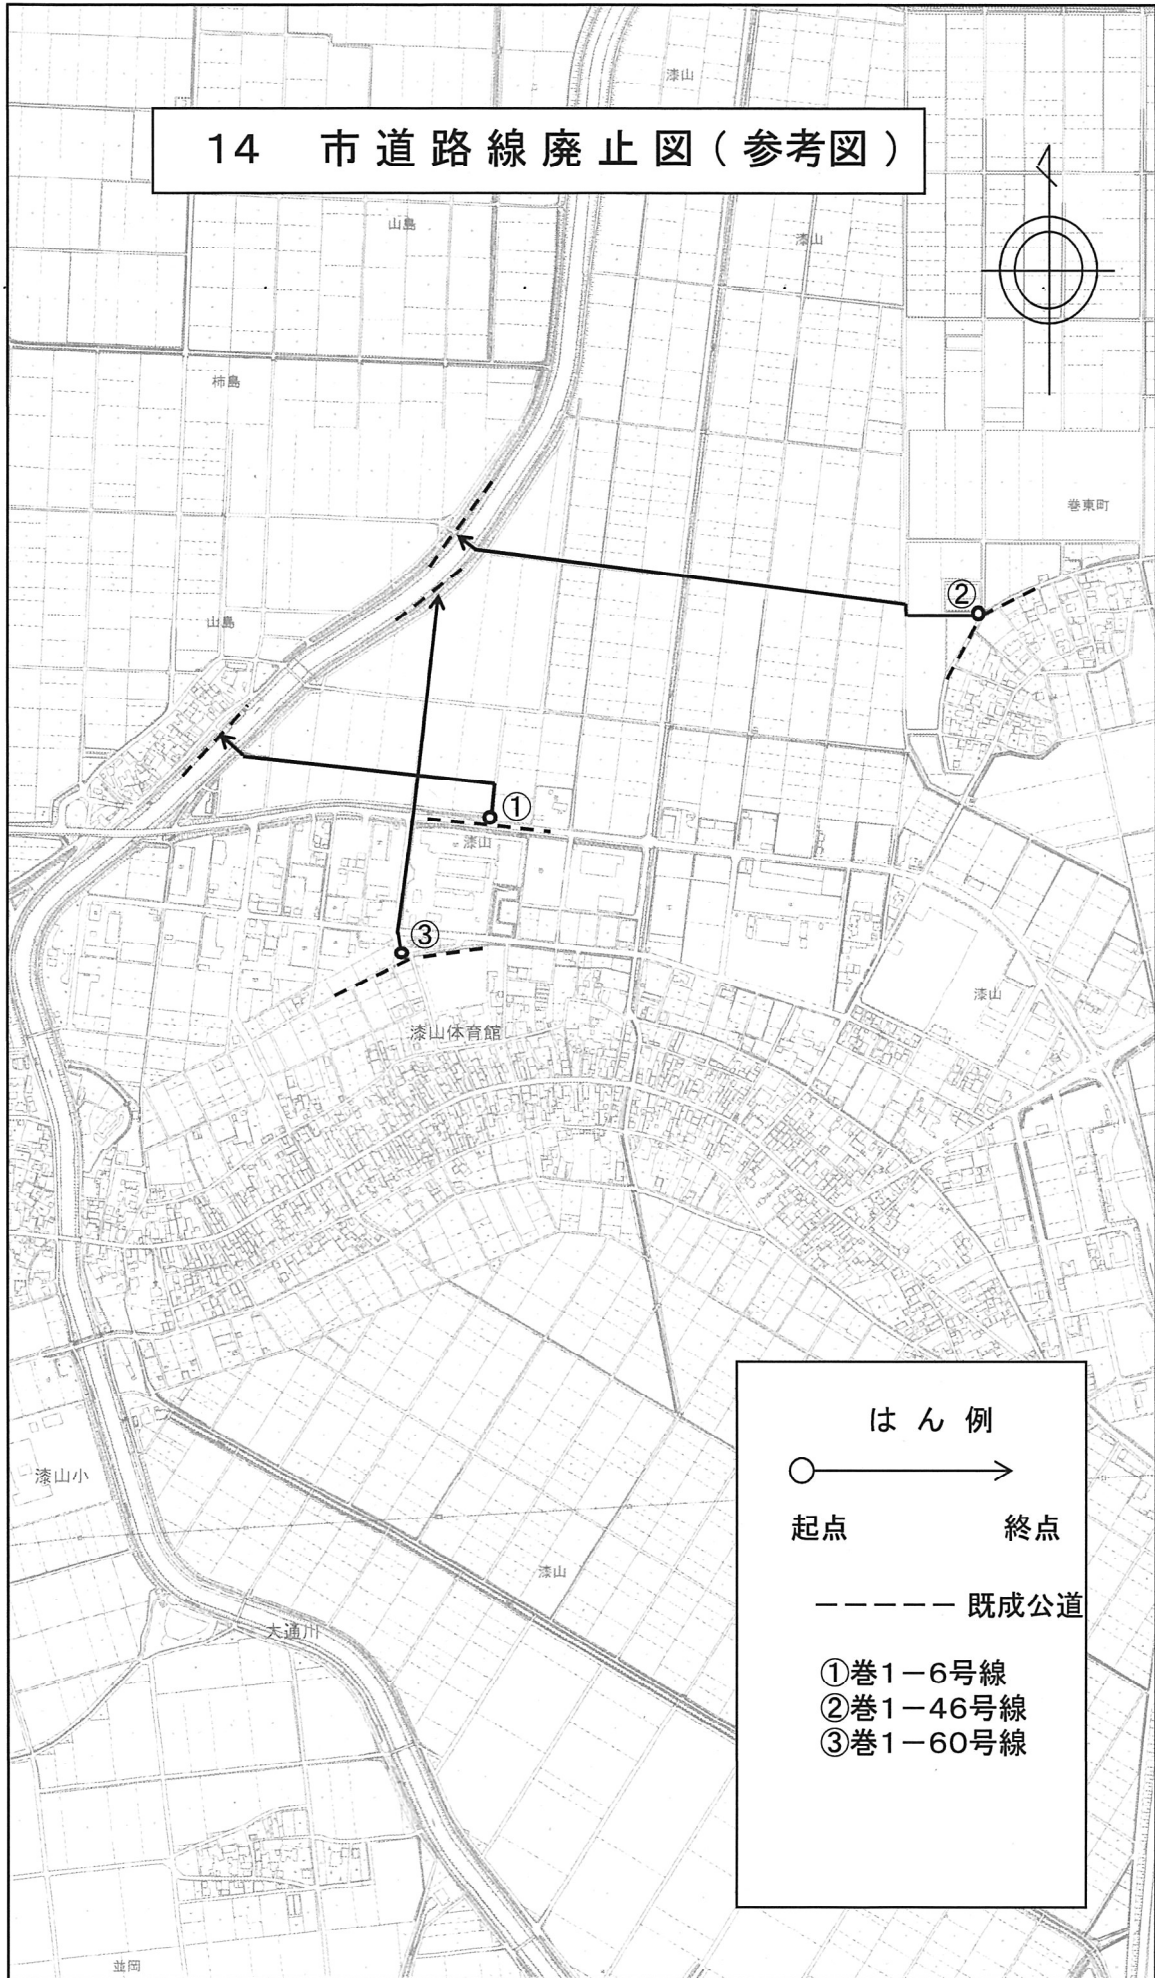 漆山
14 市道路線廃止図(参考図)
山島
漆山
柿島
巻東町
②
山島
①
漆山
③
漆山
漆山体育館
はん例
漆山小
起点 終点
漆山
----- 既成公道
大通川
①巻1-6号線
②巻1-46号線
③巻1-60号線
並岡